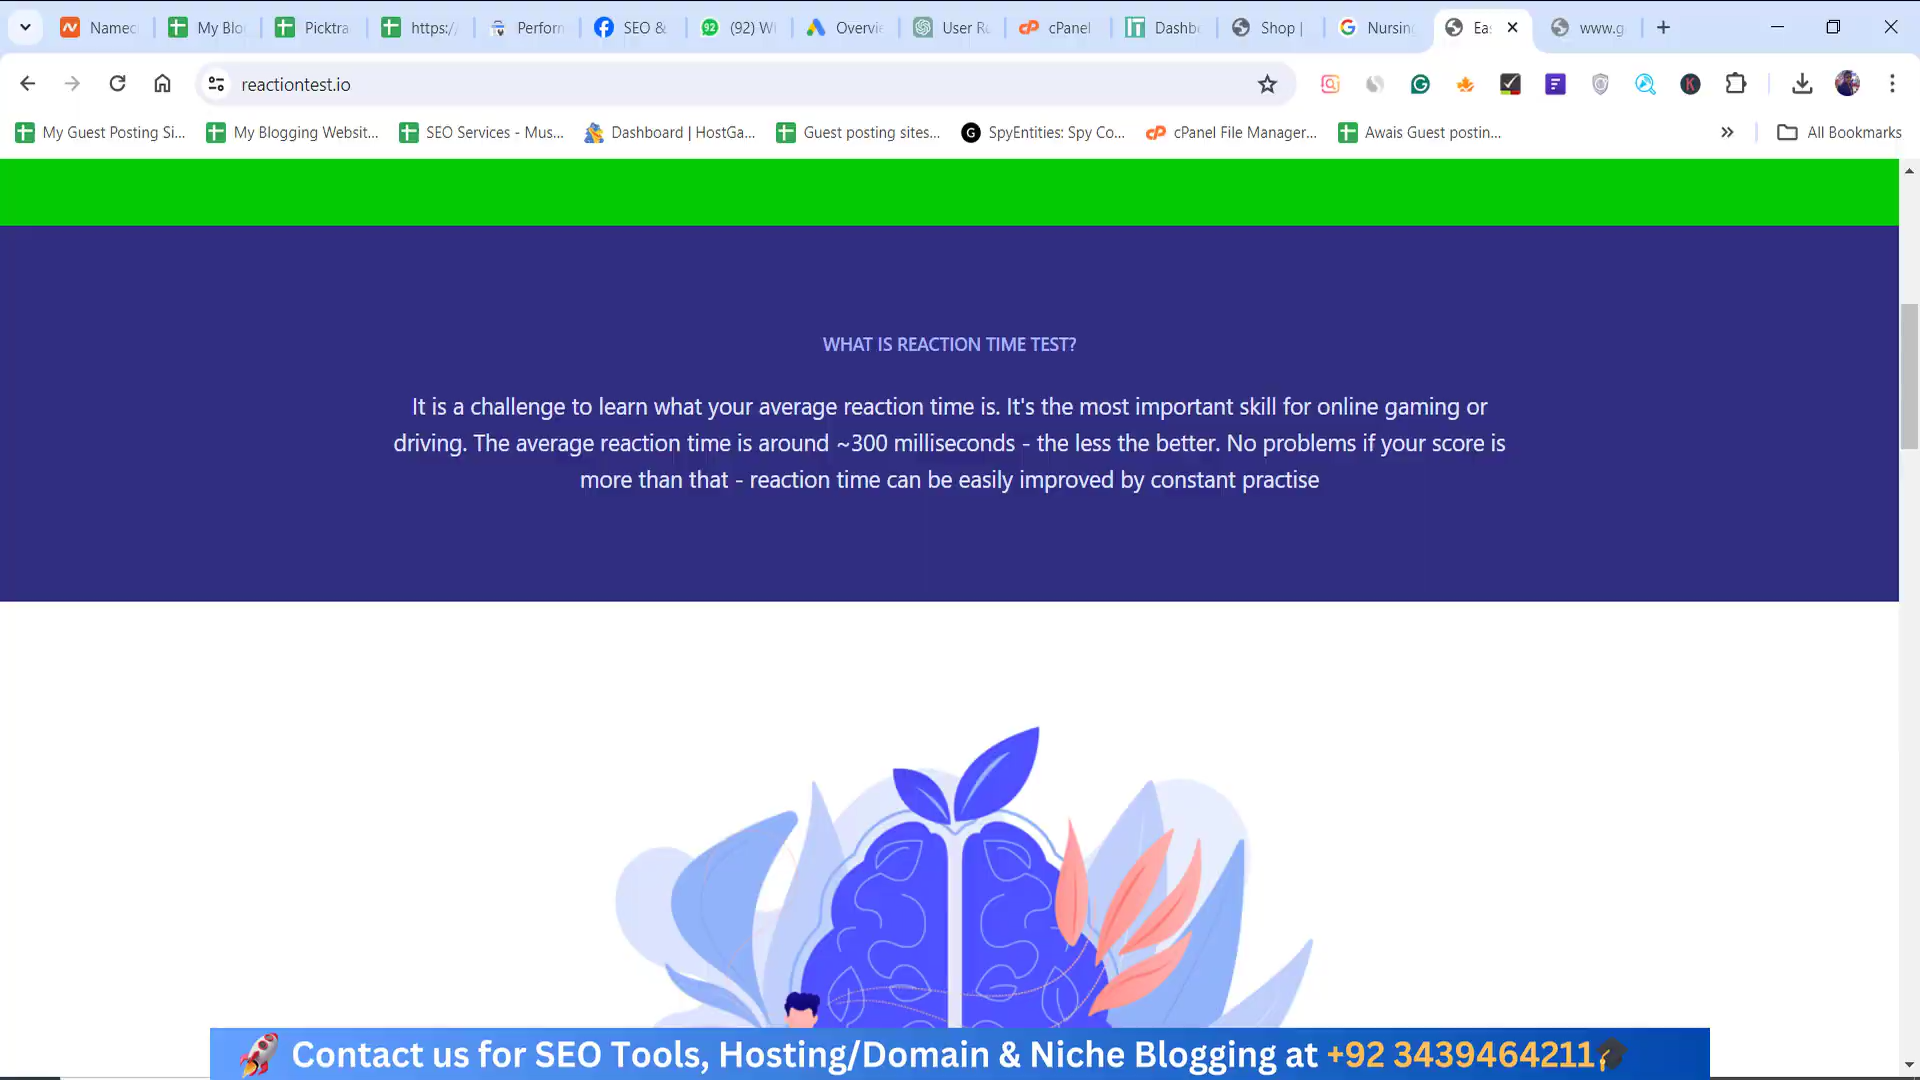 Namec
My Blo
Picktra
https:/
Perforn
SEO &
(92) W
Overvie
User Re
cPanel
Dashb
Shop |
Nursin
Eas
www.g
reactiontest.io
My Guest Posting Si...
My Blogging Websit...
SEO Services - Mus...
Dashboard | HostGa...
Guest posting sites...
SpyEntities: Spy Co...
cPanel File Manager...
Awais Guest postin...
All Bookmarks
WHAT IS REACTION TIME TEST?
It is a challenge to learn what your average reaction time is. It's the most important skill for online gaming or
driving. The average reaction time is around ~300 milliseconds - the less the better. No problems if your score is
more than that - reaction time can be easily improved by constant practise
Contact us for SEO Tools, Hosting/Domain & Niche Blogging at +92 3439464211